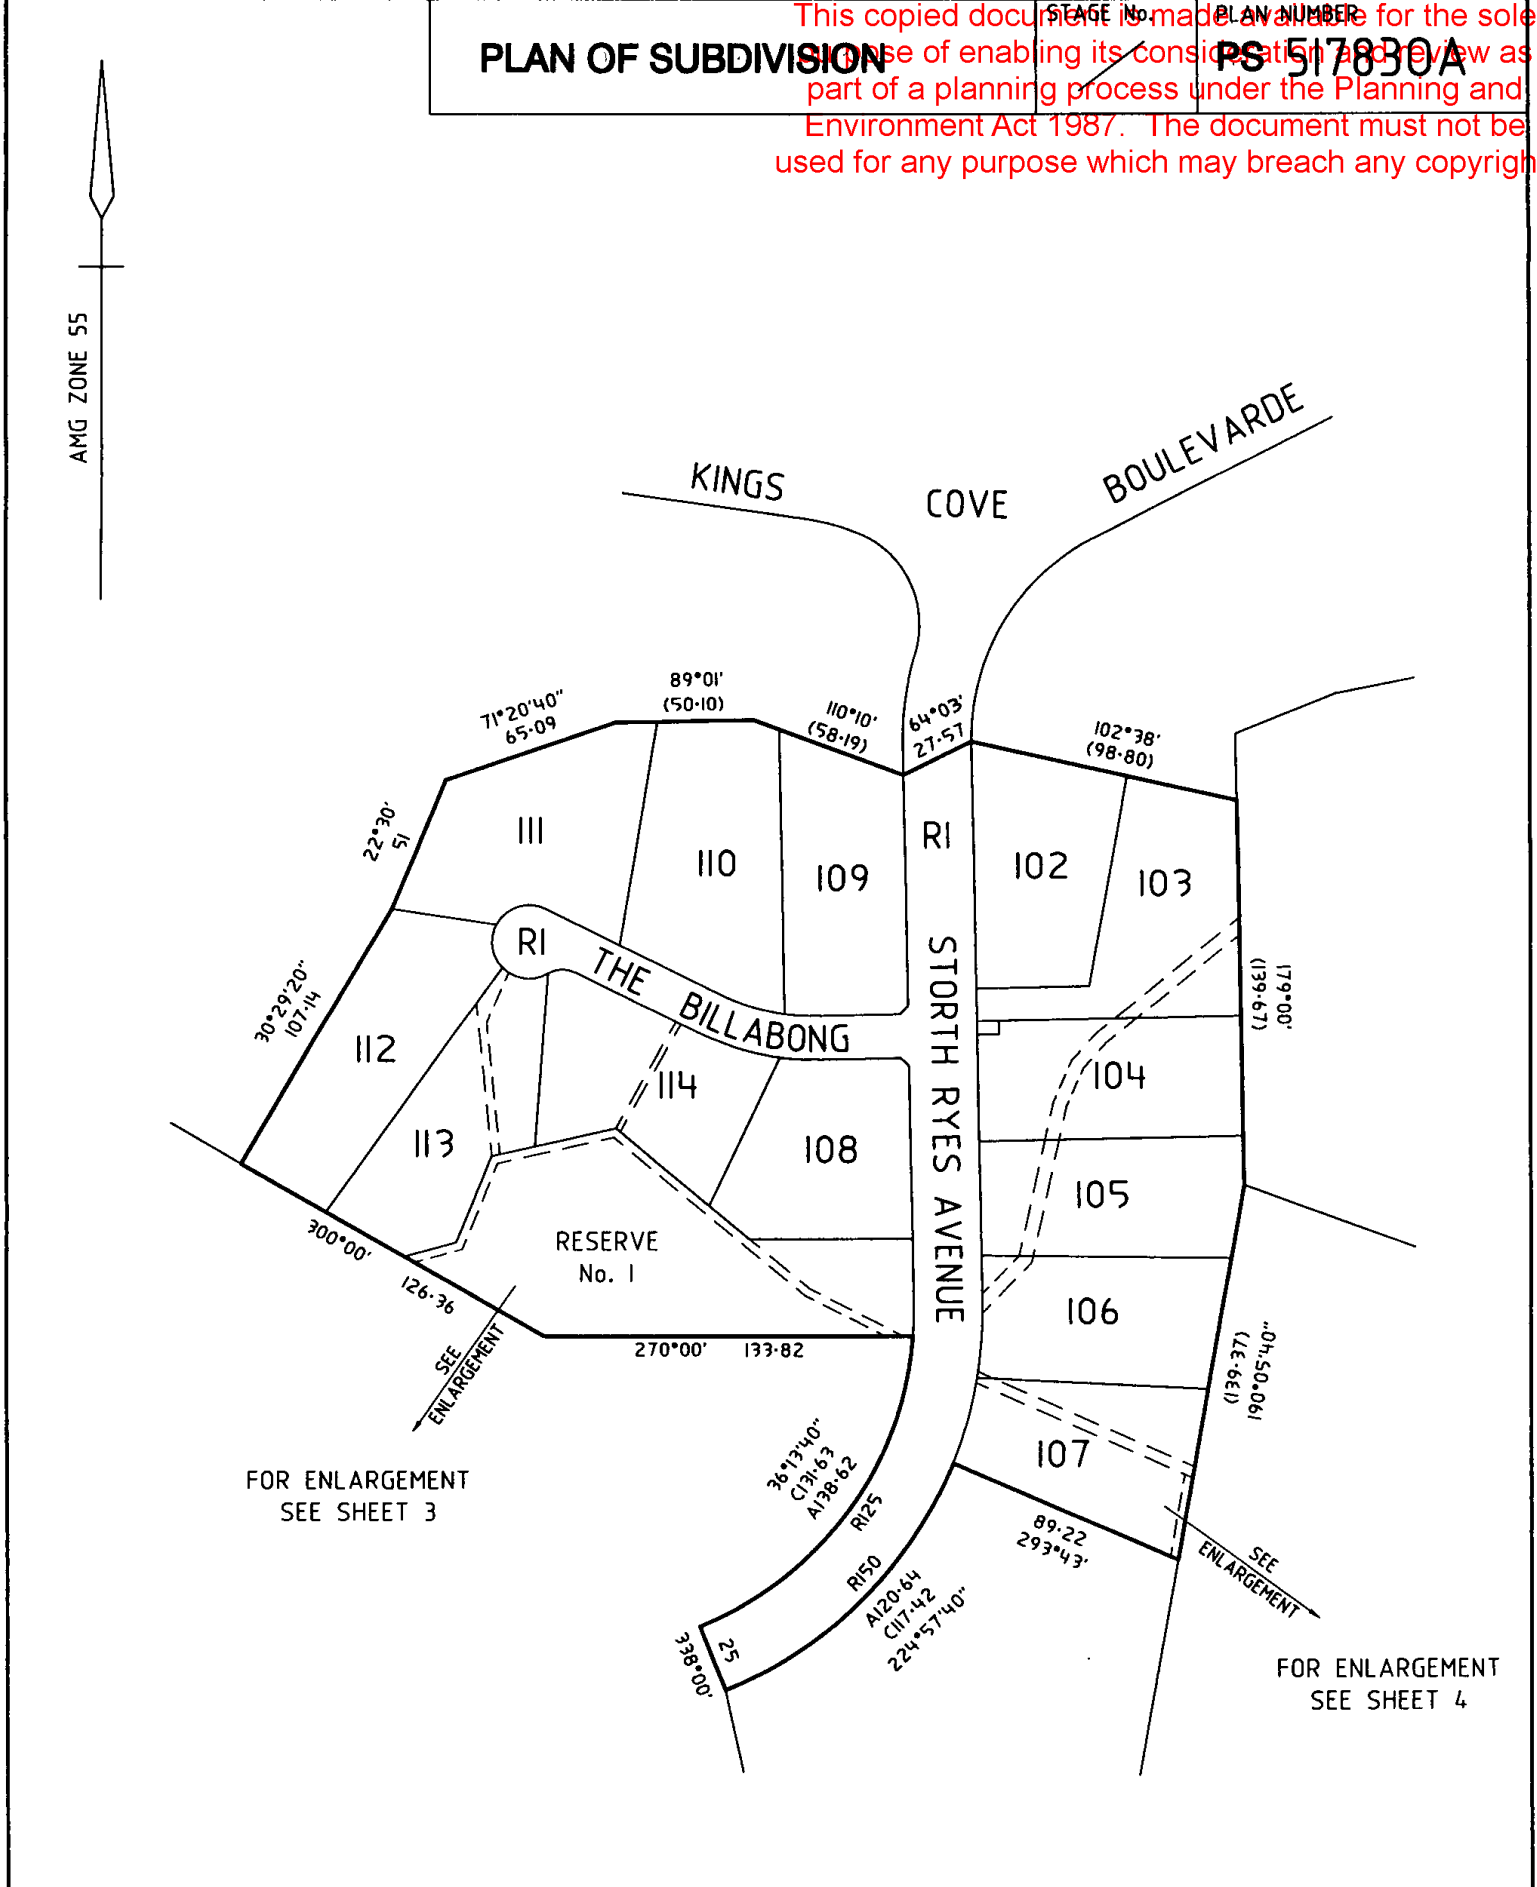 This copied document is made available for the sole
purpose of enabling its consideration and review as
part of a planning process under the Planning and
Environment Act 1987. The document must not be
used for any purpose which may breach any copyrigh
PLAN OF SUBDIVISION
STAGE No.
/
PLAN NUMBER
PS 517830A
AMG ZONE 55
KINGS
COVE
BOULEVARDE
71°20'40"
65·09
89°01'
(50·10)
110°10'
(58·19)
64°03'
27·57
102°38'
(98·80)
22°30'
51
111
110
109
R1
102
103
R1
THE BILLABONG
STORTH RYES AVENUE
179°00'
(139·67)
30°29'20"
107·14
112
113
114
108
104
105
106
107
RESERVE
No. 1
300°00'
126·36
SEE
ENLARGEMENT
270°00' 133·82
190°05'40"
(139·37)
FOR ENLARGEMENT
SEE SHEET 3
36°13'40"
C131·63
A138·62
R125
R150
A120·64
C117·42
224°57'40"
89·22
293°43'
SEE
ENLARGEMENT
25
338°00'
FOR ENLARGEMENT
SEE SHEET 4